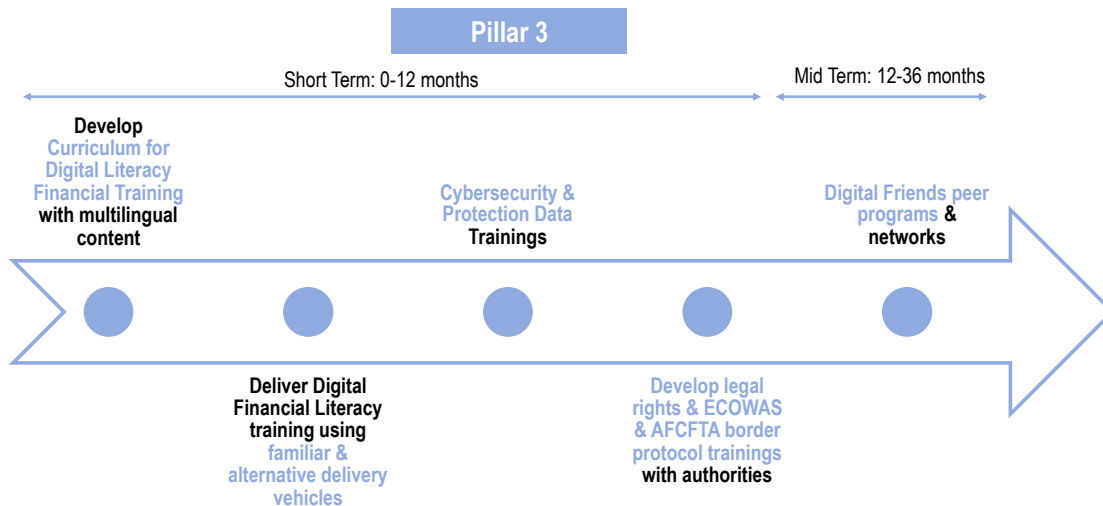 Pillar 3
Short Term: 0-12 months
Mid Term: 12-36 months
Develop
Curriculum for
Digital Literacy
Financial Training
with multilingual
content
Cybersecurity &
Protection Data
Trainings
Digital Friends peer
programs &
networks
Deliver Digital
Financial Literacy
training using
familiar &
alternative delivery
vehicles
Develop legal
rights & ECOWAS
& AFCFTA border
protocol trainings
with authorities